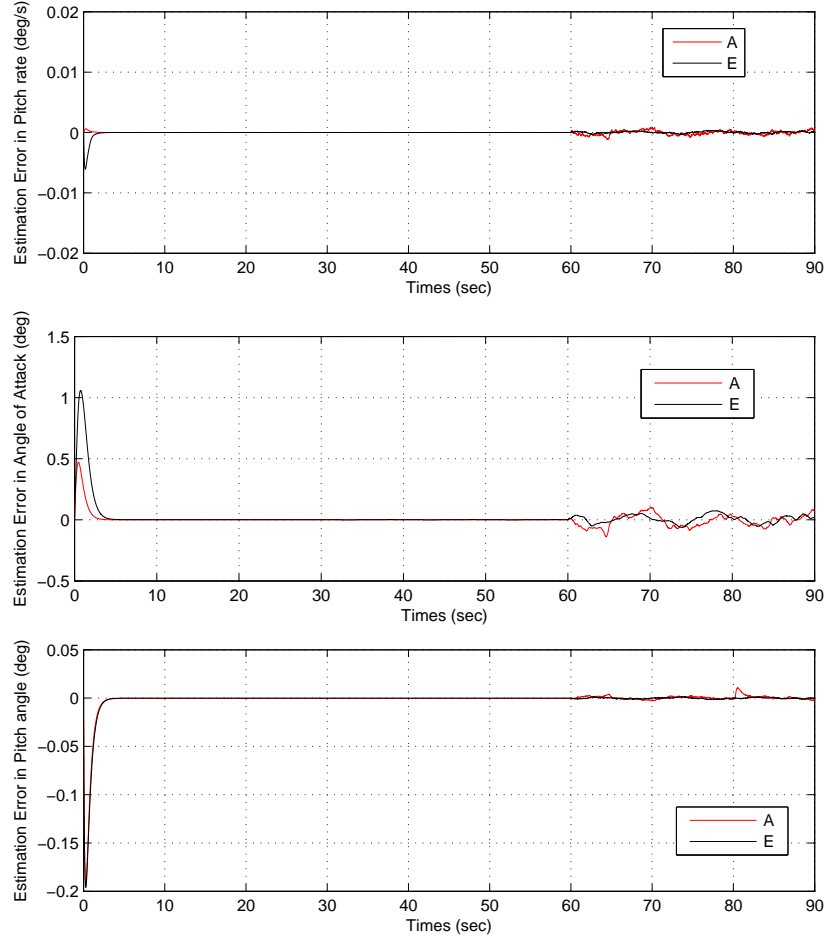 Estimation Error in Pitch rate (deg/s)
0.02
0.01
0
−0.01
−0.02
A
E
0 10 20 30 40 50 60 70 80 90
Times (sec)
Estimation Error in Angle of Attack (deg)
1.5
1
0.5
0
−0.5
A
E
0 10 20 30 40 50 60 70 80 90
Times (sec)
Estimation Error in Pitch angle (deg)
0.05
0
−0.05
−0.1
−0.15
−0.2
A
E
0 10 20 30 40 50 60 70 80 90
Times (sec)